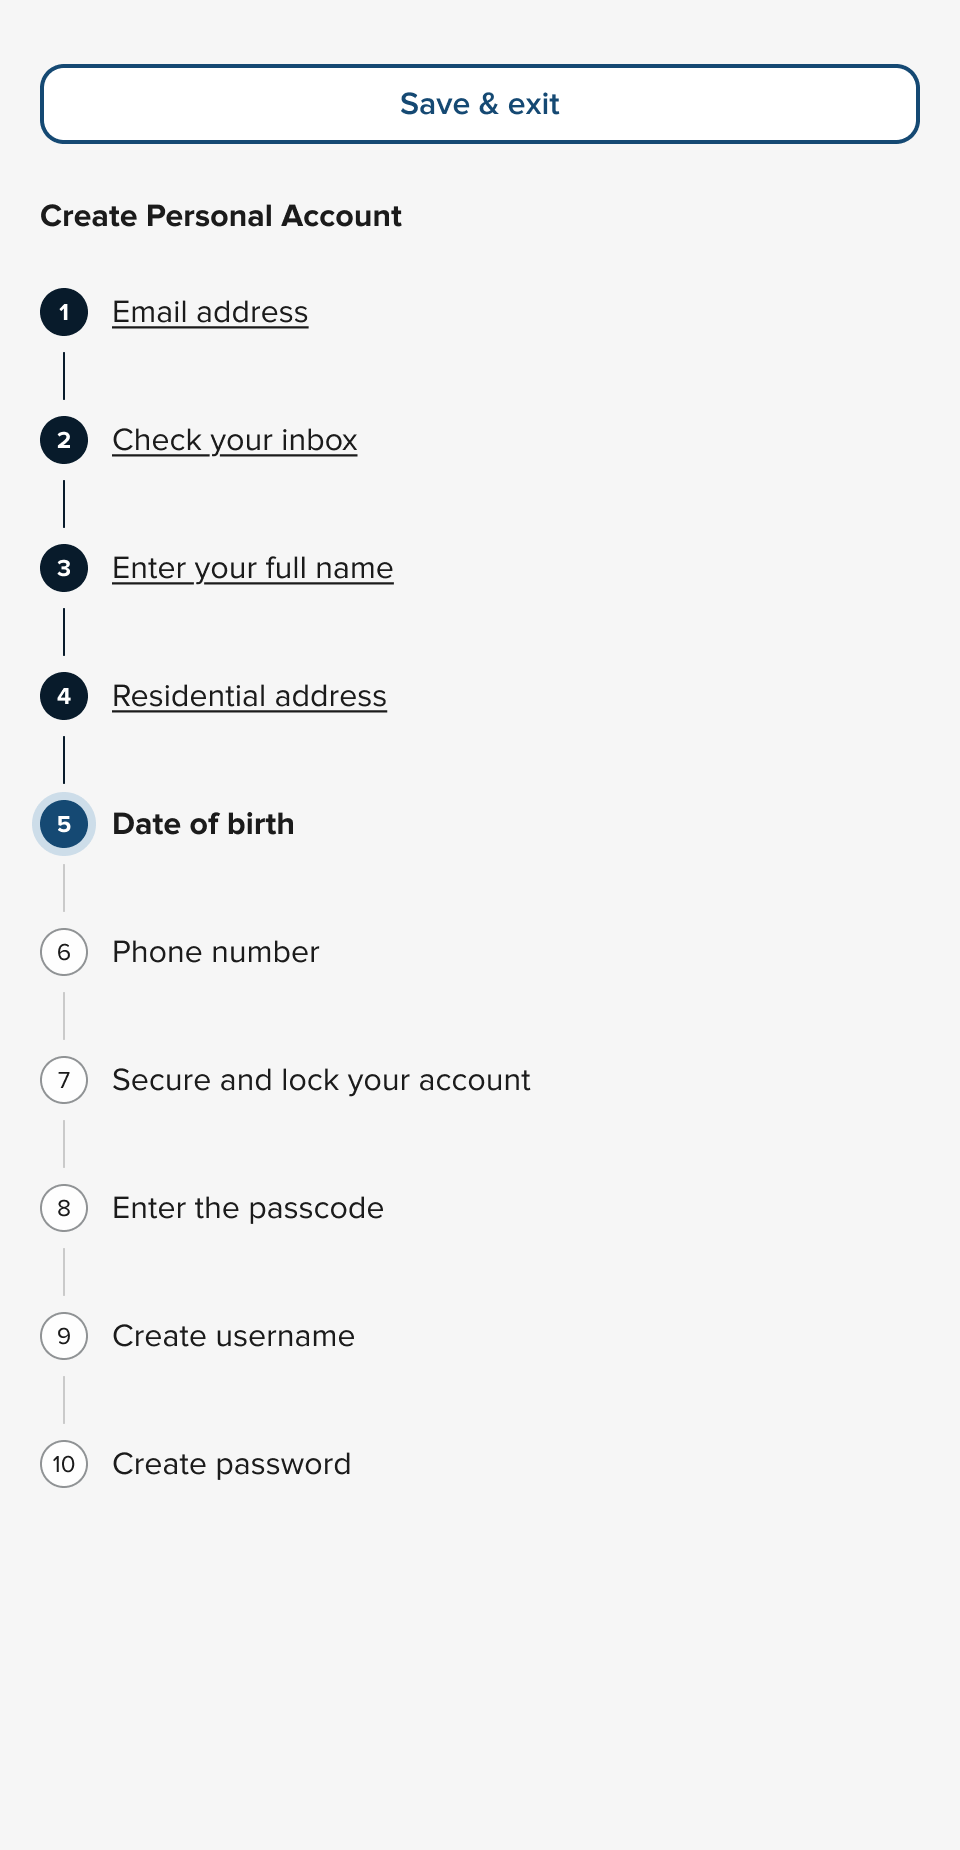 Save & exit
Create Personal Account
1 Email address
2 Check your inbox
3 Enter your full name
4 Residential address
5 Date of birth
6 Phone number
7 Secure and lock your account
8 Enter the passcode
9 Create username
10 Create password